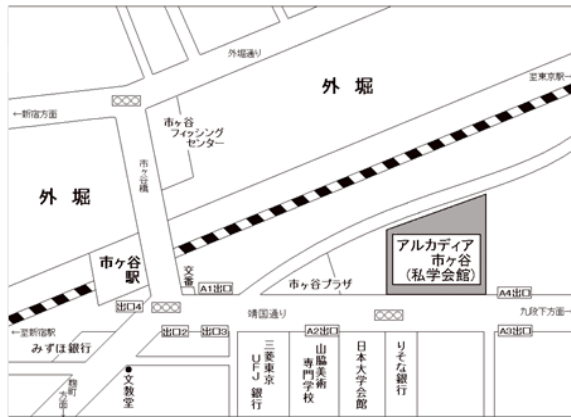 外堀通り
外 堀
至東京駅→
←新宿方面
市ヶ谷
フィッシング
センター
市ヶ谷橋
外 堀
アルカディア
市ヶ谷
(私学会館)
市ヶ谷
駅
交番
A1出口
市ヶ谷プラザ
A4出口
出口4
靖国通り
九段下方面→
←至新宿駅
出口2
出口3
A2出口
A3出口
みずほ銀行
麹町方面
↓
文教堂
三菱東京
UFJ 銀行
山脇美術
専門学校
日本大学会館
りそな銀行